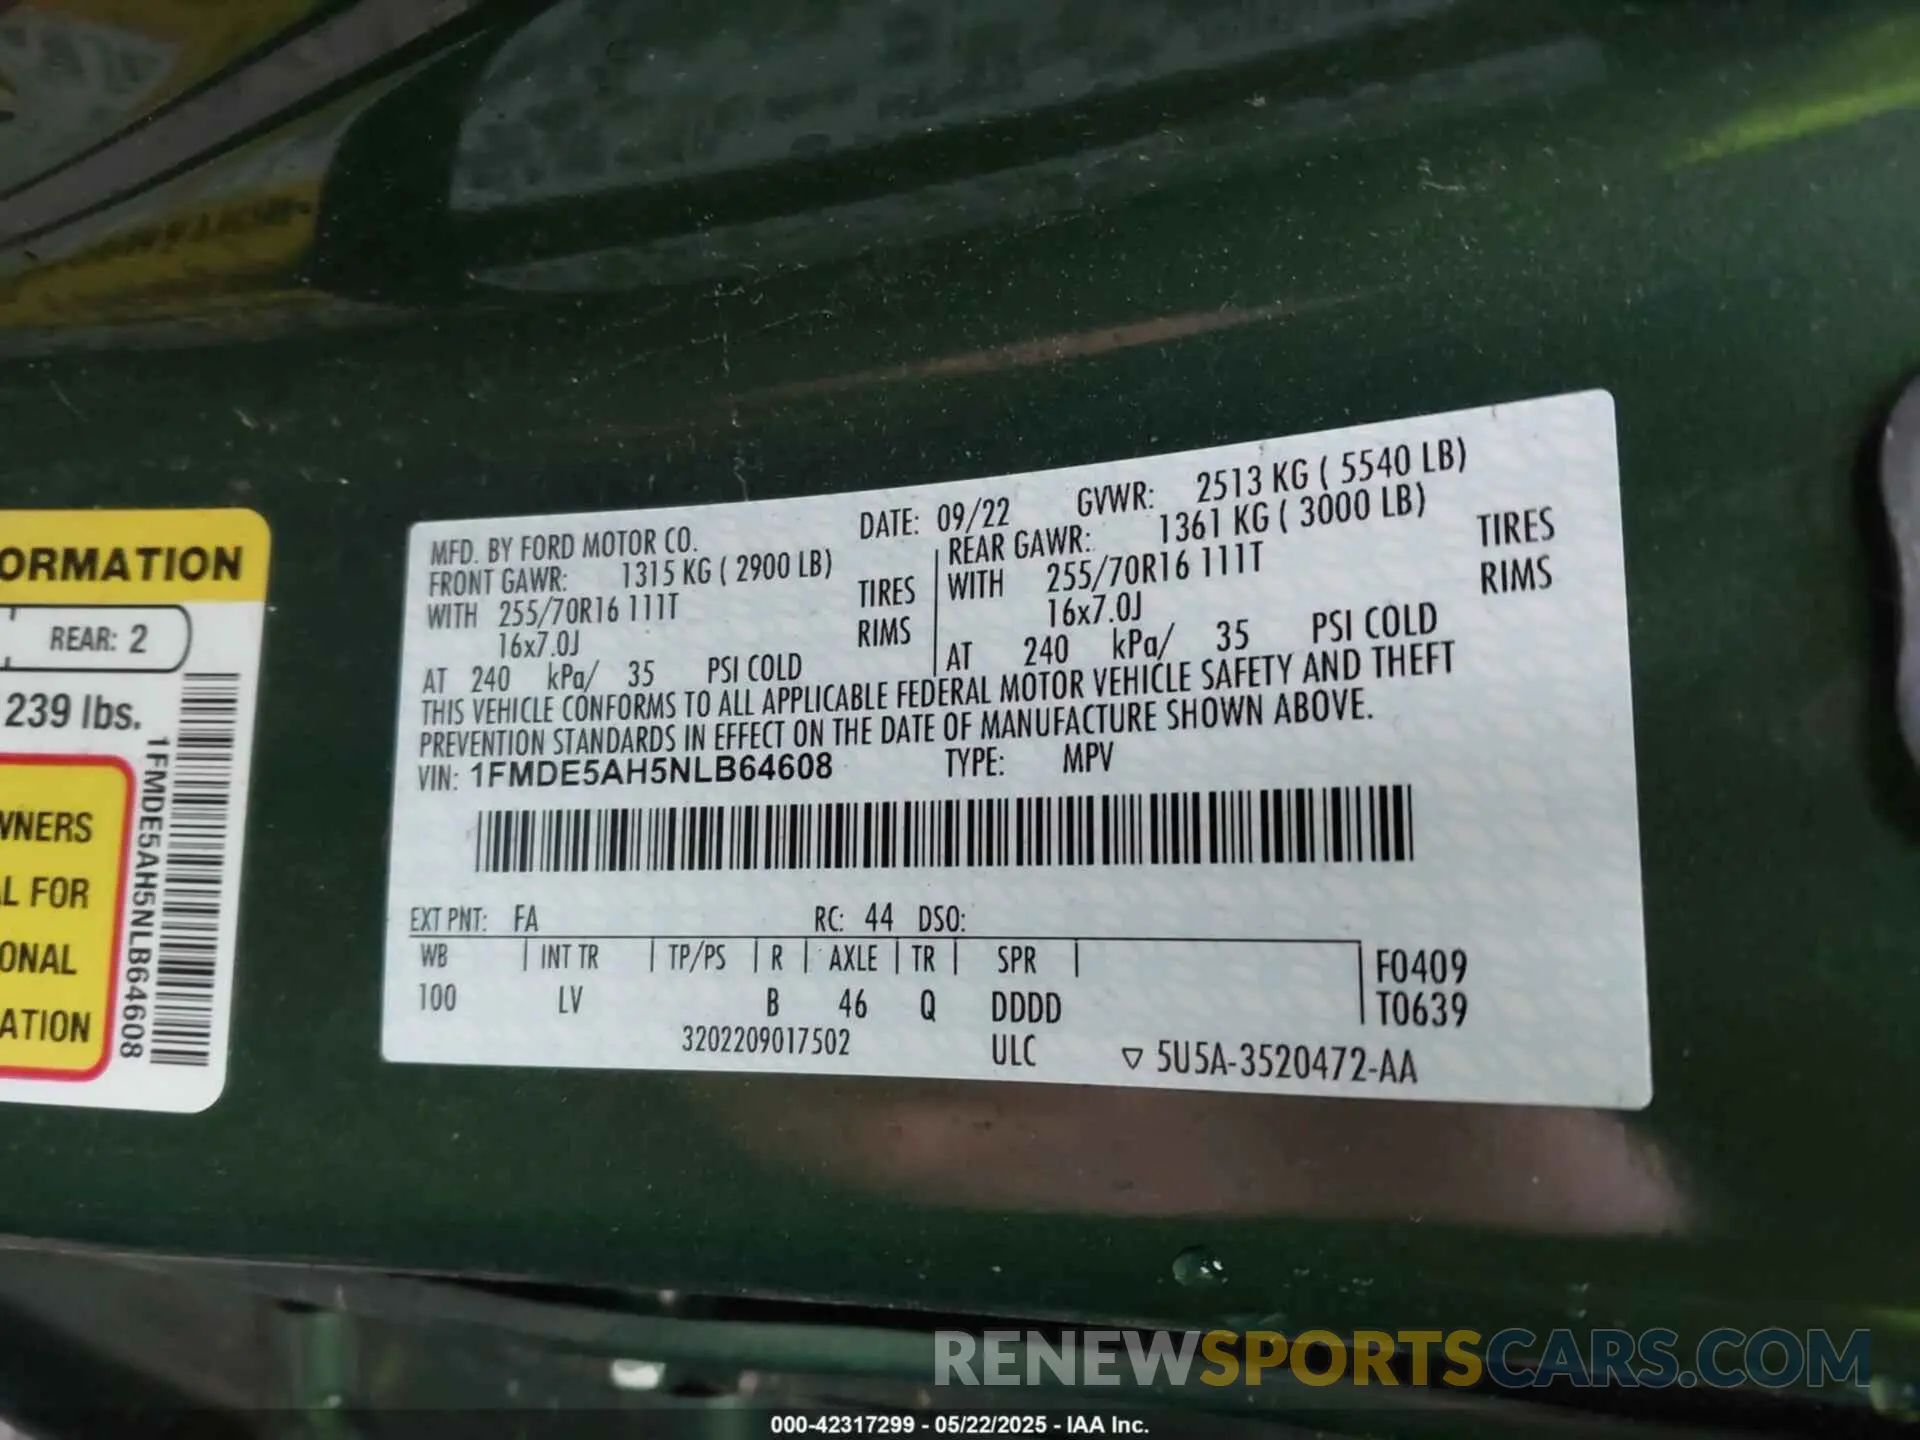 ORMATION
REAR: 2
239 lbs.
WNERS
L FOR
ONAL
ATION
1FMDE5AH5NLB64608
MFD. BY FORD MOTOR CO. DATE: 09/22 GVWR: 2513 KG ( 5540 LB)
FRONT GAWR: 1315 KG ( 2900 LB) REAR GAWR: 1361 KG ( 3000 LB)
WITH 255/70R16 111T TIRES WITH 255/70R16 111T TIRES
16x7.0J RIMS 16x7.0J RIMS
AT 240 kPa/ 35 PSI COLD AT 240 kPa/ 35 PSI COLD
THIS VEHICLE CONFORMS TO ALL APPLICABLE FEDERAL MOTOR VEHICLE SAFETY AND THEFT
PREVENTION STANDARDS IN EFFECT ON THE DATE OF MANUFACTURE SHOWN ABOVE.
VIN: 1FMDE5AH5NLB64608 TYPE: MPV
EXT PNT: FA RC: 44 DSO:
WB INT TR TP/PS R AXLE TR SPR F0409
100 LV B 46 Q DDDD T0639
3202209017502 ULC ▽ 5U5A-3520472-AA
RENEWSPORTSCARS.COM
000-42317299 - 05/22/2025 - IAA Inc.